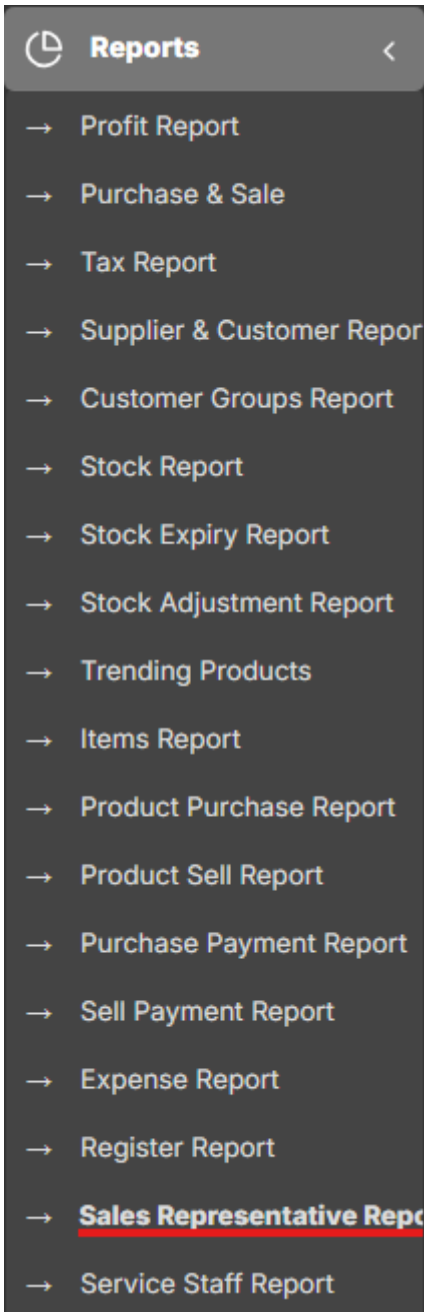 Reports
Profit Report
Purchase & Sale
Tax Report
Supplier & Customer Repor
Customer Groups Report
Stock Report
Stock Expiry Report
Stock Adjustment Report
Trending Products
Items Report
Product Purchase Report
Product Sell Report
Purchase Payment Report
Sell Payment Report
Expense Report
Register Report
Sales Representative Repo
Service Staff Report